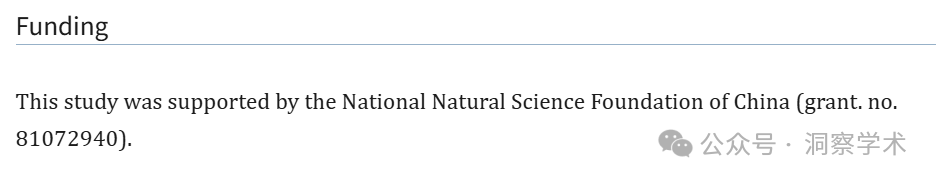 Funding
This study was supported by the National Natural Science Foundation of China (grant. no.
81072940).
公众号 · 洞察学术